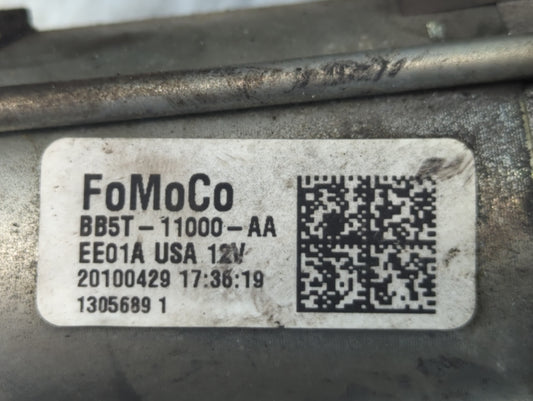 FoMoCo
BB5T-11000-AA
EE01A USA 12V
20100429 17:36:19
1305689 1